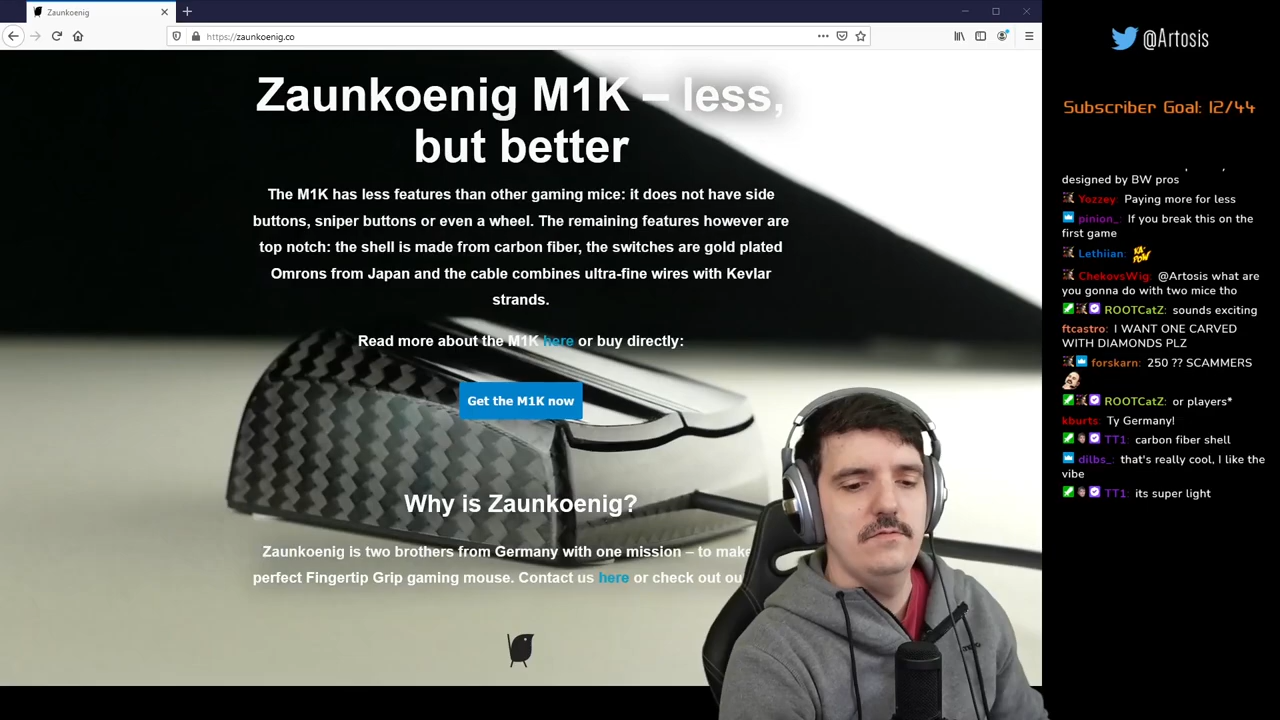 Zaunkoenig
https://zaunkoenig.co
Zaunkoenig M1K – less,
but better
The M1K has less features than other gaming mice: it does not have side
buttons, sniper buttons or even a wheel. The remaining features however are
top notch: the shell is made from carbon fiber, the switches are gold plated
Omrons from Japan and the cable combines ultra-fine wires with Kevlar
strands.
Read more about the M1K here or buy directly:
Get the M1K now
Why is Zaunkoenig?
Zaunkoenig is two brothers from Germany with one mission – to make
perfect Fingertip Grip gaming mouse. Contact us here or check out
@Artosis
Subscriber Goal: 12/44
designed by BW pros
Yozzey: Paying more for less
pinion_: If you break this on the
first game
Lethiian:
ChekovsWig: @Artosis what are
you gonna do with two mice tho
ROOTCatZ: sounds exciting
ftcastro: I WANT ONE CARVED
WITH DIAMONDS PLZ
forskarn: 250 ?? SCAMMERS
ROOTCatZ: or players*
kburts: Ty Germany!
TT1: carbon fiber shell
dilbs_: that's really cool, I like the
vibe
TT1: its super light